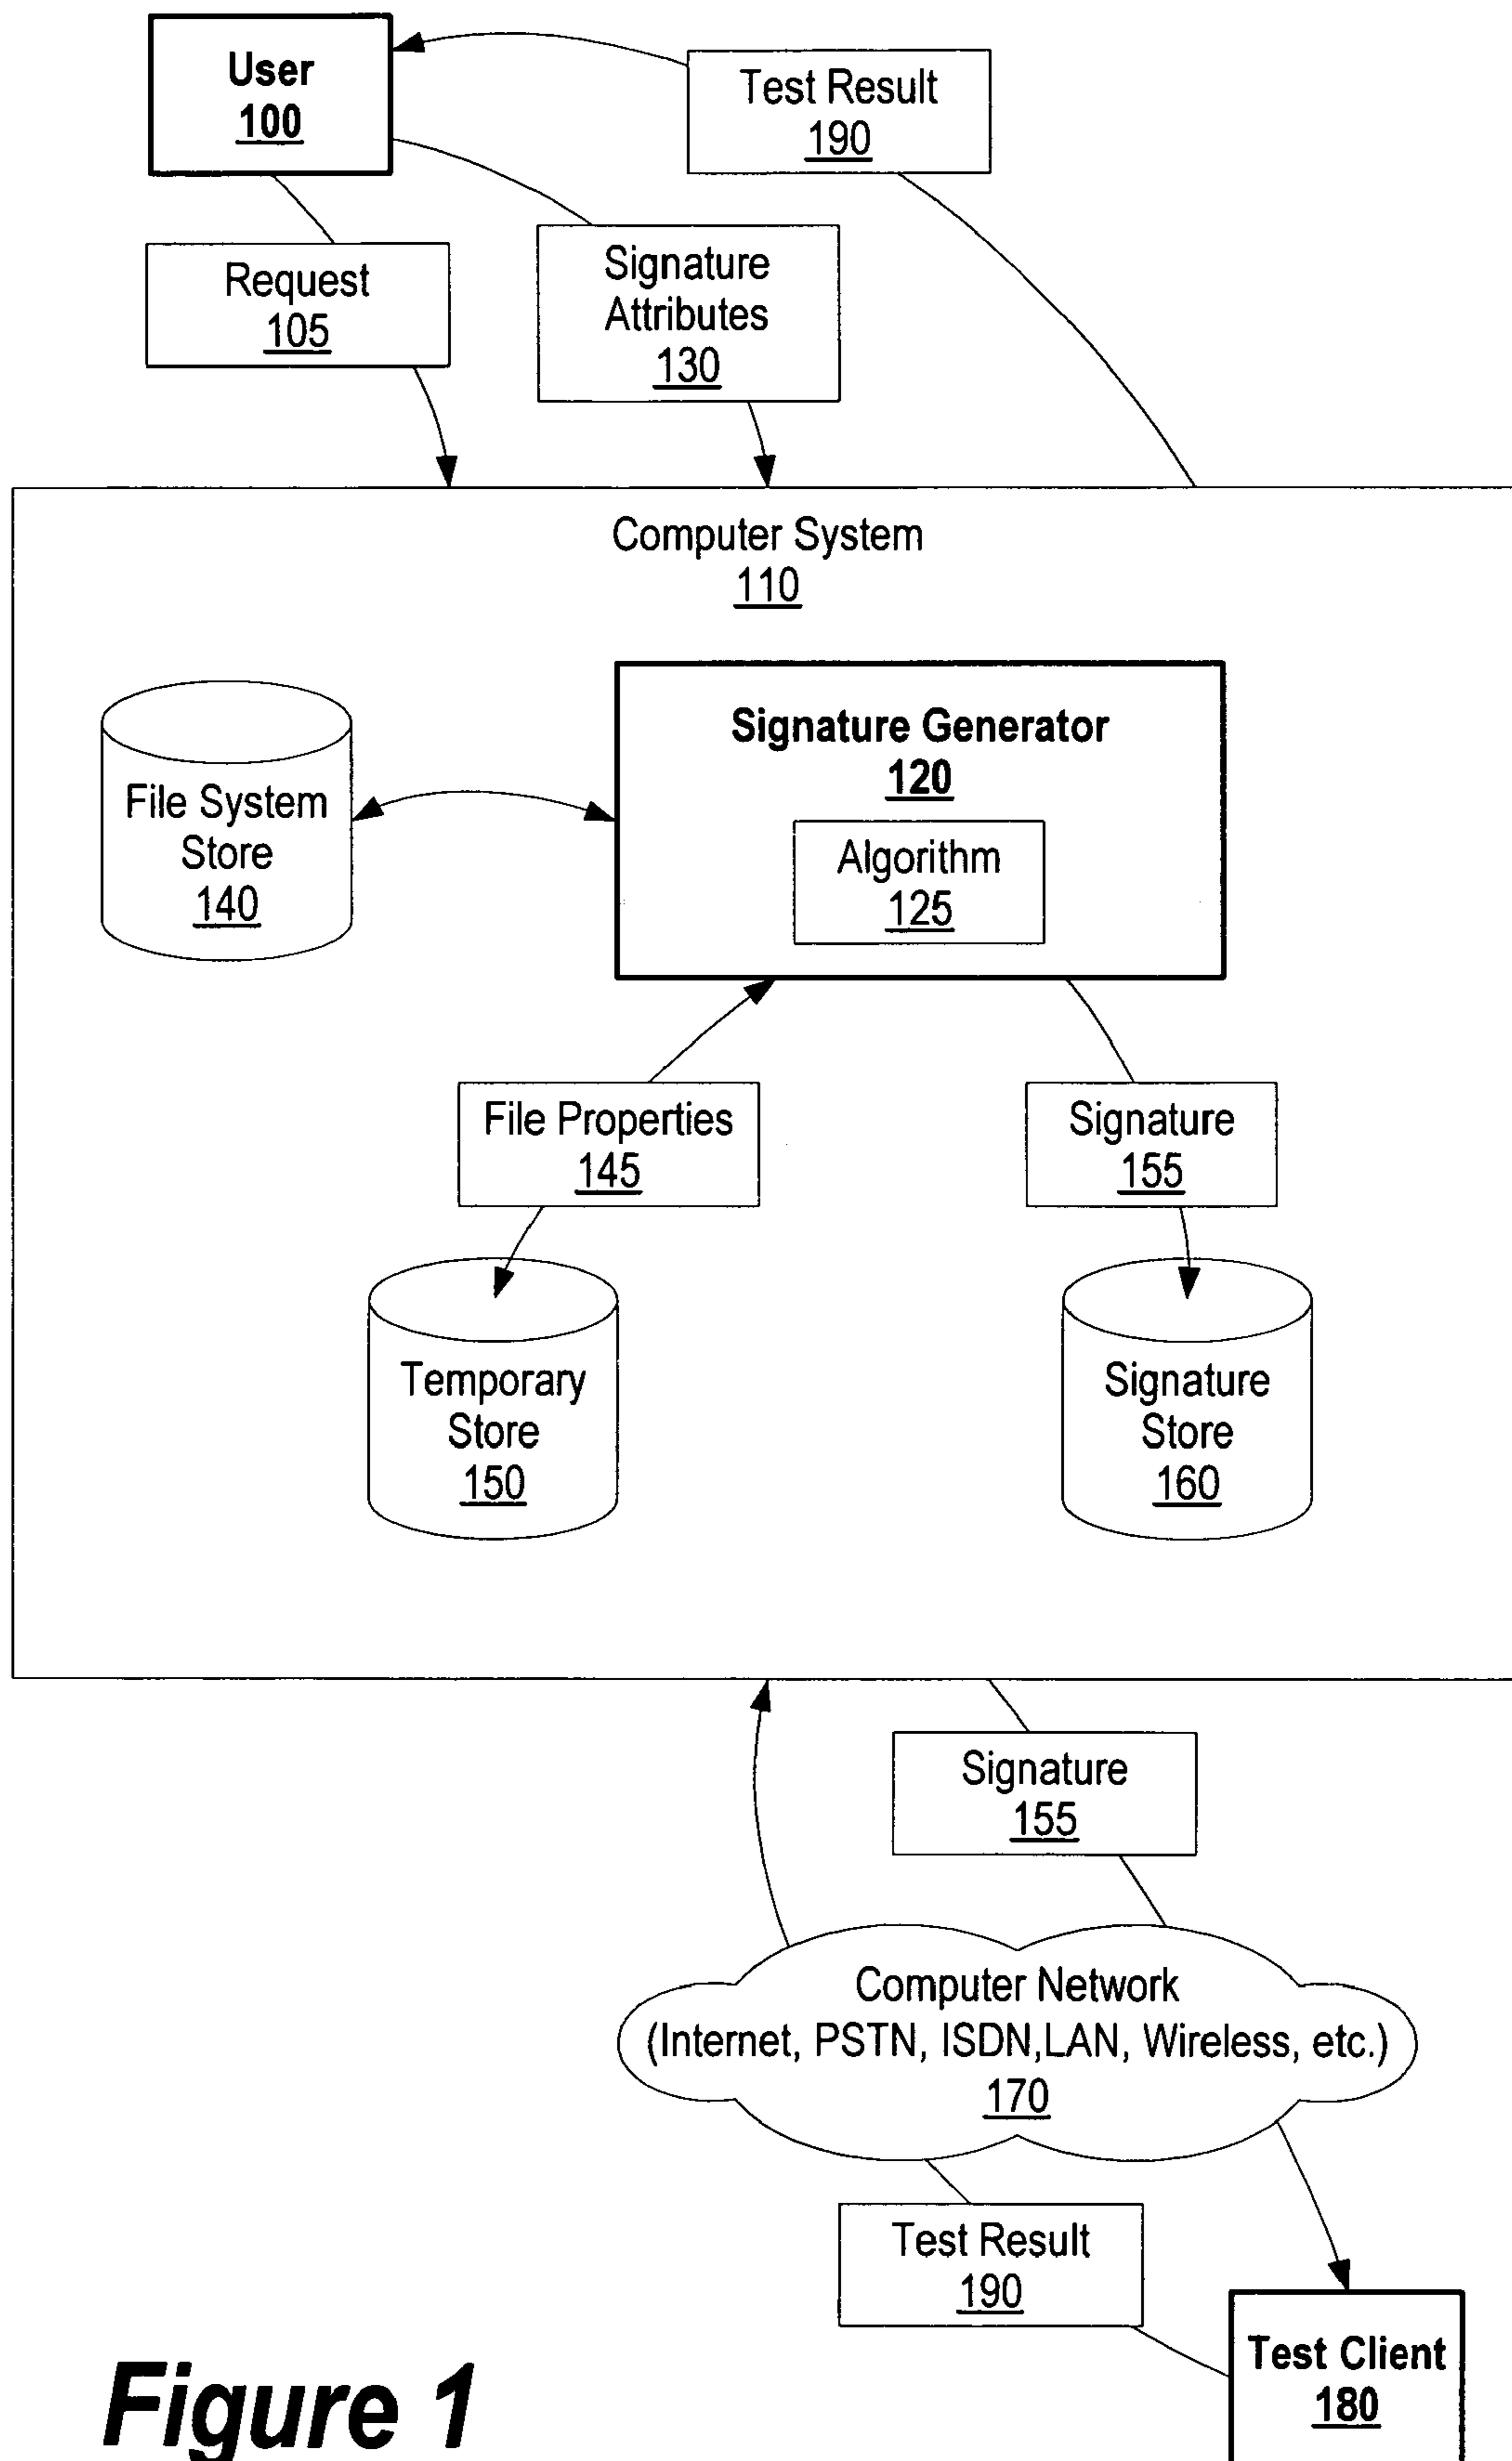 User
100
Test Result
190
Request
105
Signature
Attributes
130
Computer System
110
Signature Generator
120
Algorithm
125
File System
Store
140
File Properties
145
Signature
155
Temporary
Store
150
Signature
Store
160
Signature
155
Computer Network
(Internet, PSTN, ISDN,LAN, Wireless, etc.)
170
Test Result
190
Test Client
180
Figure 1